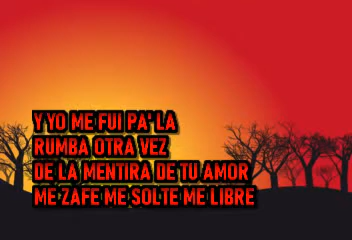 Y YO ME FUI PA' LA
RUMBA OTRA VEZ
DE LA MENTIRA DE TU AMOR
ME ZAFE ME SOLTE ME LIBRE